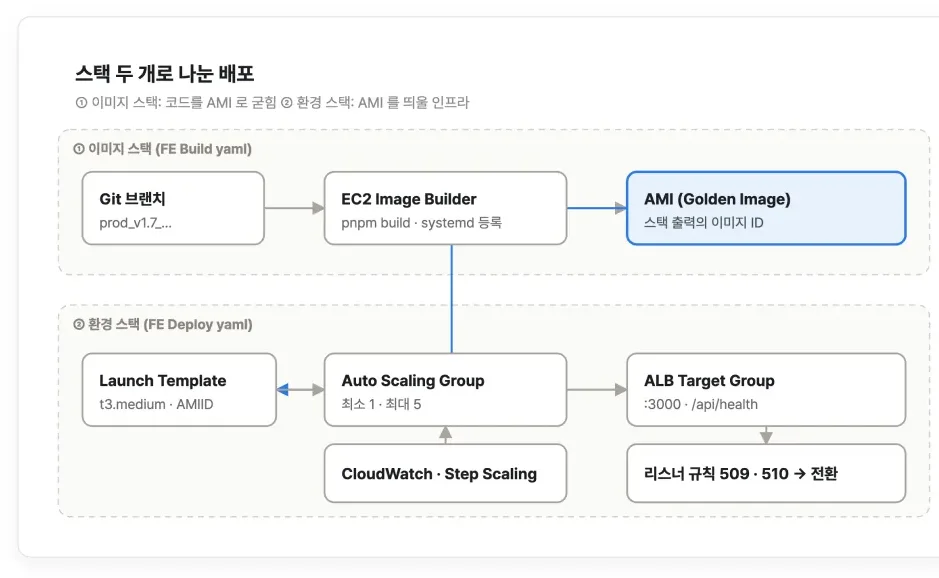 스택 두 개로 나눈 배포
① 이미지 스택: 코드를 AMI 로 굳힘 ② 환경 스택: AMI 를 띄울 인프라
① 이미지 스택 (FE Build yaml)
Git 브랜치
prod_v1.7_...
EC2 Image Builder
pnpm build · systemd 등록
AMI (Golden Image)
스택 출력의 이미지 ID
② 환경 스택 (FE Deploy yaml)
Launch Template
t3.medium · AMIID
Auto Scaling Group
최소 1 · 최대 5
ALB Target Group
:3000 · /api/health
CloudWatch · Step Scaling
리스너 규칙 509 · 510 → 전환